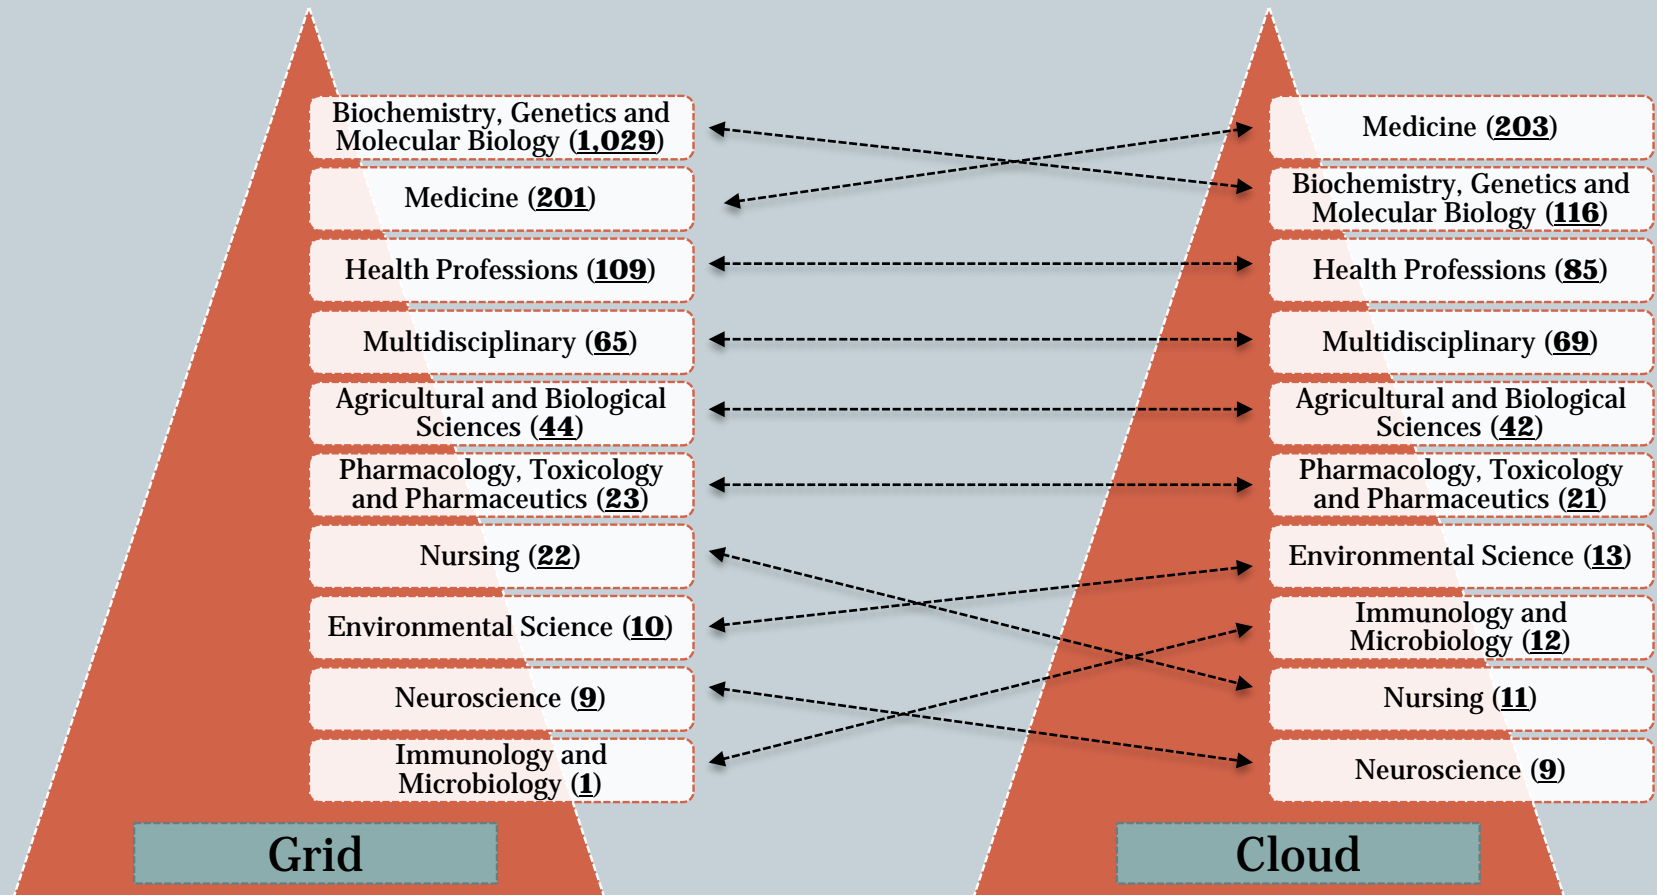 Biochemistry, Genetics and
Molecular Biology (1,029)
Medicine (201)
Health Professions (109)
Multidisciplinary (65)
Agricultural and Biological
Sciences (44)
Pharmacology, Toxicology
and Pharmaceutics (23)
Nursing (22)
Environmental Science (10)
Neuroscience (9)
Immunology and
Microbiology (1)
Grid
Medicine (203)
Biochemistry, Genetics and
Molecular Biology (116)
Health Professions (85)
Multidisciplinary (69)
Agricultural and Biological
Sciences (42)
Pharmacology, Toxicology
and Pharmaceutics (21)
Environmental Science (13)
Immunology and
Microbiology (12)
Nursing (11)
Neuroscience (9)
Cloud